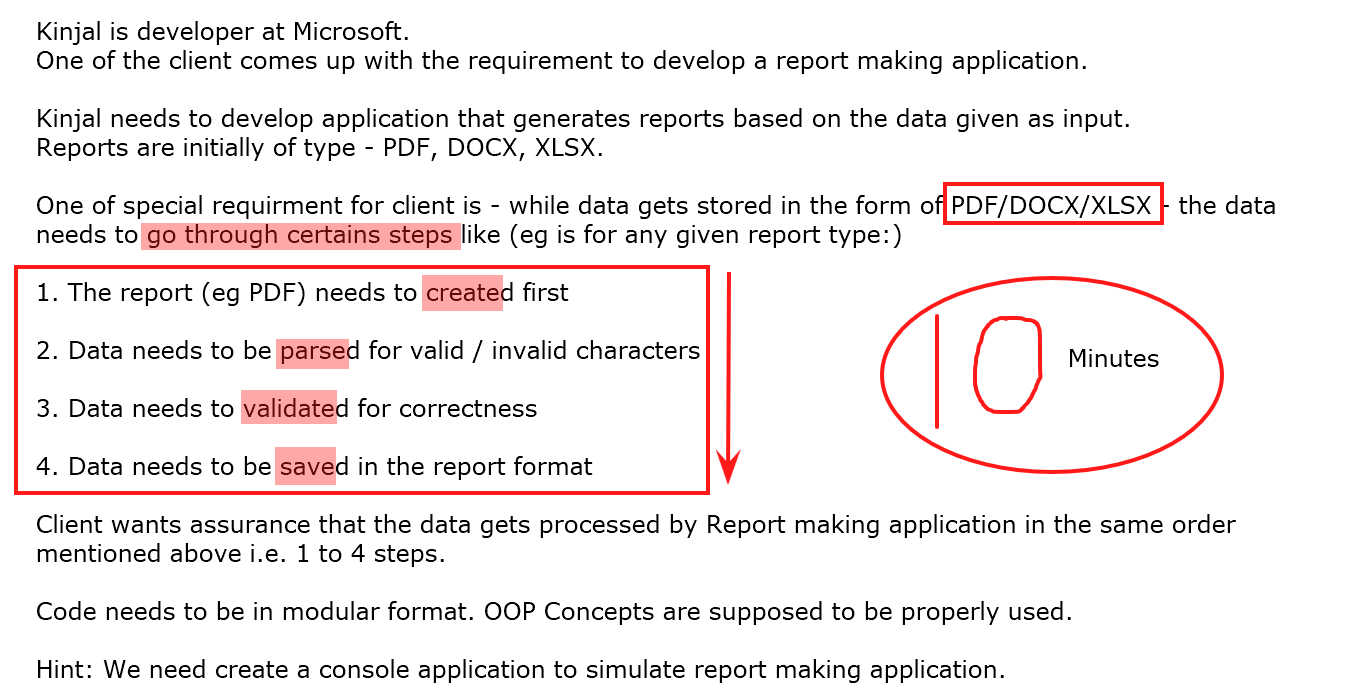 Kinjal is developer at Microsoft.
One of the client comes up with the requirement to develop a report making application.
Kinjal needs to develop application that generates reports based on the data given as input.
Reports are initially of type - PDF, DOCX, XLSX.
One of special requirment for client is - while data gets stored in the form of PDF/DOCX/XLSX - the data
needs to go through certains steps like (eg is for any given report type:)
1. The report (eg PDF) needs to created first
2. Data needs to be parsed for valid / invalid characters
3. Data needs to validated for correctness
4. Data needs to be saved in the report format
10 Minutes
Client wants assurance that the data gets processed by Report making application in the same order
mentioned above i.e. 1 to 4 steps.
Code needs to be in modular format. OOP Concepts are supposed to be properly used.
Hint: We need create a console application to simulate report making application.